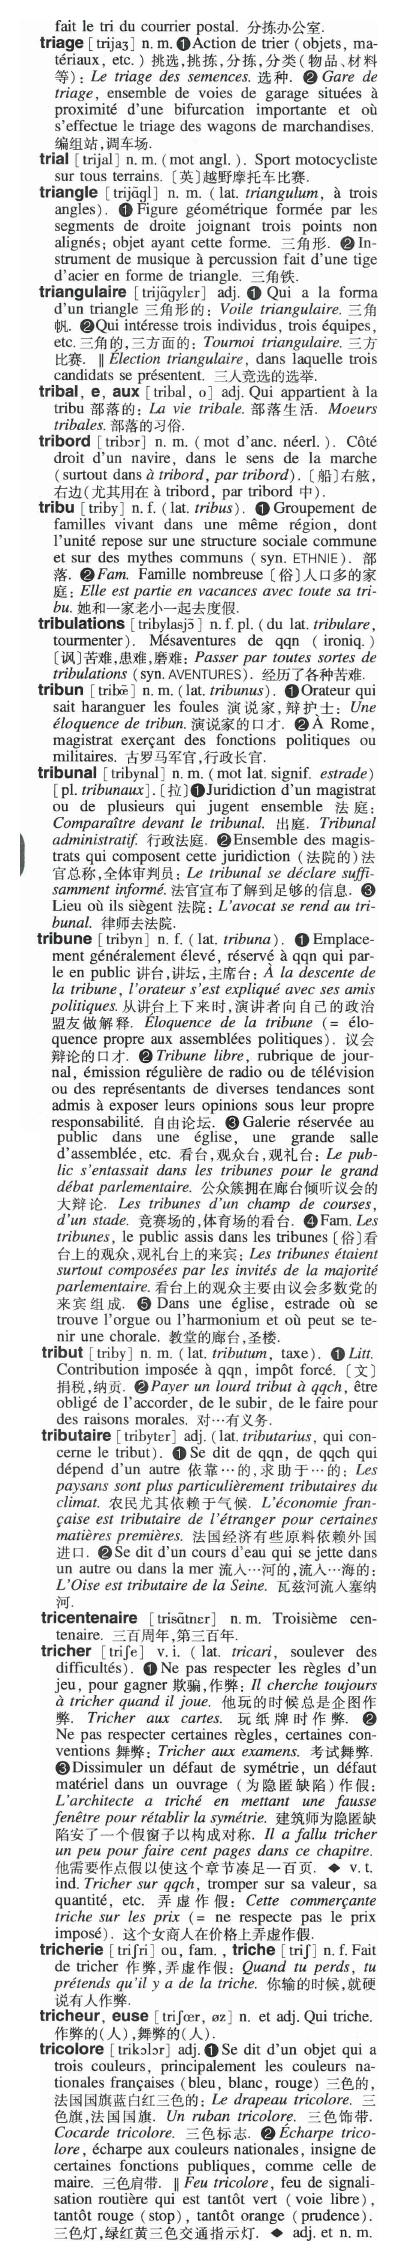 fait le tri du courrier postal. 分拣办公室.
triage [trijaʒ] n. m. ❶Action de trier (objets, ma-
tériaux, etc.) 挑选,挑拣,分拣,分类(物品、材料
等): Le triage des semences. 选种. ❷ Gare de
triage, ensemble de voies de garage situées à
proximité d'une bifurcation importante et où
s'effectue le triage des wagons de marchandises.
编组站,调车场.
trial [trijal] n. m. (mot angl.). Sport motocycliste
sur tous terrains. 〔英〕越野摩托车比赛.
triangle [trijɑ̃gl] n. m. (lat. triangulum, à trois
angles). ❶ Figure géométrique formée par les
segments de droite joignant trois points non
alignés; objet ayant cette forme. 三角形. ❷In-
strument de musique à percussion fait d'une tige
d'acier en forme de triangle. 三角铁.
triangulaire [trijɑ̃gylɛr] adj. ❶ Qui a la forma
d'un triangle 三角形的: Voile triangulaire. 三角
帆. ❷Qui intéresse trois individus, trois équipes,
etc. 三角的,三方面的: Tournoi triangulaire. 三方
比赛. ‖ Élection triangulaire, dans laquelle trois
candidats se présentent. 三人竞选的选举.
tribal, e, aux [tribal, o] adj. Qui appartient à la
tribu 部落的: La vie tribale. 部落生活. Moeurs
tribales. 部落的习俗.
tribord [tribɔr] n. m. (mot d'anc. néerl.). Côté
droit d'un navire, dans le sens de la marche
(surtout dans à tribord, par tribord). 〔船〕右舷,
右边(尤其用在 à tribord, par tribord 中).
tribu [triby] n. f. (lat. tribus). ❶ Groupement de
familles vivant dans une même région, dont
l'unité repose sur une structure sociale commune
et sur des mythes communs (syn. ETHNIE). 部
落. ❷Fam. Famille nombreuse 〔俗〕人口多的家
庭: Elle est partie en vacances avec toute sa tri-
bu. 她和一家老小一起去度假.
tribulations [tribylasjɔ̃] n. f. pl. (du lat. tribulare,
tourmenter). Mésaventures de qqn (ironiq.)
〔讽〕苦难,患难,磨难: Passer par toutes sortes de
tribulations (syn. AVENTURES). 经历了各种苦难.
tribun [tribœ̃] n. m. (lat. tribunus). ❶Orateur qui
sait haranguer les foules 演说家,辩护士: Une
éloquence de tribun. 演说家的口才. ❷ À Rome,
magistrat exerçant des fonctions politiques ou
militaires. 古罗马军官,行政长官.
tribunal [tribynal] n. m. (mot lat. signif. estrade)
[pl. tribunaux]. 〔拉〕❶Juridiction d'un magistrat
ou de plusieurs qui jugent ensemble 法庭:
Comparaître devant le tribunal. 出庭. Tribunal
administratif. 行政法庭. ❷Ensemble des magis-
trats qui composent cette juridiction (法院的)法
官总称,全体审判员: Le tribunal se déclare suffi-
samment informé. 法官宣布了解到足够的信息. ❸
Lieu où ils siègent 法院: L'avocat se rend au tri-
bunal. 律师去法院.
tribune [tribyn] n. f. (lat. tribuna). ❶ Emplace-
ment généralement élevé, réservé à qqn qui par-
le en public 讲台,讲坛,主席台: À la descente de
la tribune, l'orateur s'est expliqué avec ses amis
politiques. 从讲台上下来时,演讲者向自己的政治
盟友做解释. Éloquence de la tribune (= élo-
quence propre aux assemblées politiques). 议会
辩论的口才. ❷ Tribune libre, rubrique de jour-
nal, émission régulière de radio ou de télévision
ou des représentants de diverses tendances sont
admis à exposer leurs opinions sous leur propre
responsabilité. 自由论坛. ❸Galerie réservée au
public dans une église, une grande salle
d'assemblée, etc. 看台,观众台,观礼台: Le pub-
lic s'entassait dans les tribunes pour le grand
débat parlementaire. 公众簇拥在廊台倾听议会的
大辩论. Les tribunes d'un champ de courses,
d'un stade. 竞赛场的,体育场的看台. ❹Fam. Les
tribunes, le public assis dans les tribunes〔俗〕看
台上的观众,观礼台上的来宾: Les tribunes étaient
surtout composées par les invités de la majorité
parlementaire. 看台上的观众主要由议会多数党的
来宾组成. ❺ Dans une église, estrade où se
trouve l'orgue ou l'harmonium et où peut se te-
nir une chorale. 教堂的廊台,圣楼.
tribut [triby] n. m. (lat. tributum, taxe). ❶ Litt.
Contribution imposée à qqn, impôt forcé. 〔文〕
捐税,纳贡. ❷Payer un lourd tribut à qqch, être
obligé de l'accorder, de le subir, de le faire pour
des raisons morales. 对…有义务.
tributaire [tribytɛr] adj. (lat. tributarius, qui con-
cerne le tribut). ❶Se dit de qqn, de qqch qui
dépend d'un autre 依靠…的,求助于…的: Les
paysans sont plus particulièrement tributaires du
climat. 农民尤其依赖于气候. L'économie fran-
çaise est tributaire de l'étranger pour certaines
matières premières. 法国经济有些原料依赖外国
进口. ❷Se dit d'un cours d'eau qui se jette dans
un autre ou dans la mer 流入…河的,流入…海的:
L'Oise est tributaire de la Seine. 瓦兹河流入塞纳
河.
tricentenaire [trisɑ̃tnɛr] n. m. Troisième cen-
tenaire. 三百周年,第三百年.
tricher [triʃe] v. i. (lat. tricari, soulever des
difficultés). ❶Ne pas respecter les règles d'un
jeu, pour gagner 欺骗,作弊: Il cherche toujours
à tricher quand il joue. 他玩的时候总是企图作
弊. Tricher aux cartes. 玩纸牌时作弊. ❷
Ne pas respecter certaines règles, certaines con-
ventions 舞弊: Tricher aux examens. 考试舞弊.
❸Dissimuler un défaut de symétrie, un défaut
matériel dans un ouvrage (为隐匿缺陷)作假:
L'architecte a triché en mettant une fausse
fenêtre pour rétablir la symétrie. 建筑师为隐匿缺
陷安了一个假窗子以构成对称. Il a fallu tricher
un peu pour faire cent pages dans ce chapitre.
他需要作点假以使这个章节凑足一百页. ◆ v. t.
ind. Tricher sur qqch, tromper sur sa valeur, sa
quantité, etc. 弄虚作假: Cette commerçante
triche sur les prix (= ne respecte pas le prix
imposé). 这个女商人在价格上弄虚作假.
tricherie [triʃri] ou, fam. , triche [triʃ] n. f. Fait
de tricher 作弊,弄虚作假: Quand tu perds, tu
prétends qu'il y a de la triche. 你输的时候,就硬
说有人作弊.
tricheur, euse [triʃœr, øz] n. et adj. Qui triche.
作弊的(人),舞弊的(人).
tricolore [trikɔlɔr] adj. ❶Se dit d'un objet qui a
trois couleurs, principalement les couleurs na-
tionales françaises (bleu, blanc, rouge) 三色的,
法国国旗蓝白红三色的: Le drapeau tricolore. 三
色旗,法国国旗. Un ruban tricolore. 三色饰带.
Cocarde tricolore. 三色标志. ❷ Écharpe trico-
lore, écharpe aux couleurs nationales, insigne de
certaines fonctions publiques, comme celle de
maire. 三色肩带. ‖ Feu tricolore, feu de signali-
sation routière qui est tantôt vert (voie libre),
tantôt rouge (stop), tantôt orange (prudence).
三色灯,绿红黄三色交通指示灯. ◆ adj. et n. m.